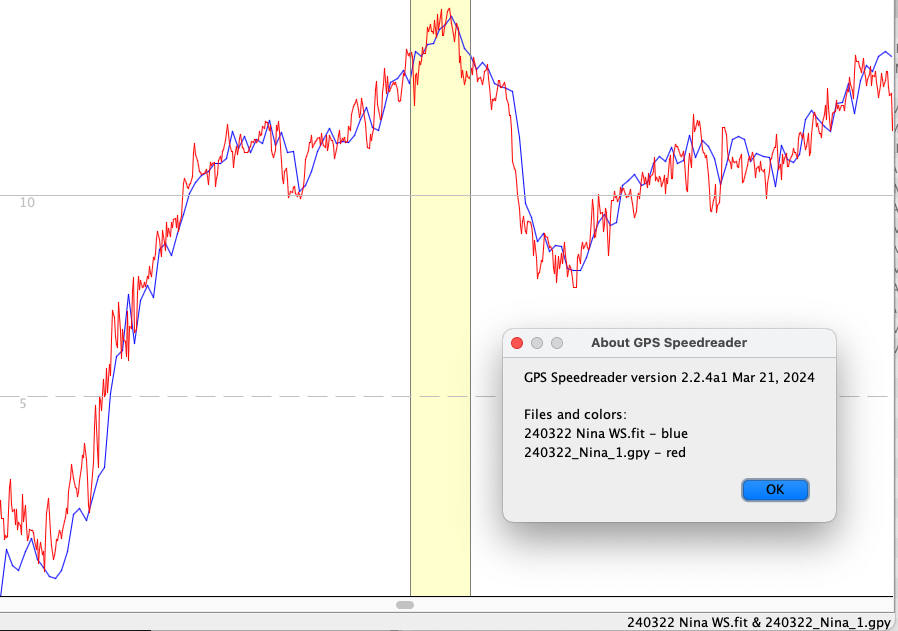 10
5
About GPS Speedreader
GPS Speedreader version 2.2.4a1 Mar 21, 2024
Files and colors:
240322 Nina WS.fit – blue
240322_Nina_1.gpy – red
OK
240322 Nina WS.fit & 240322_Nina_1.gpy